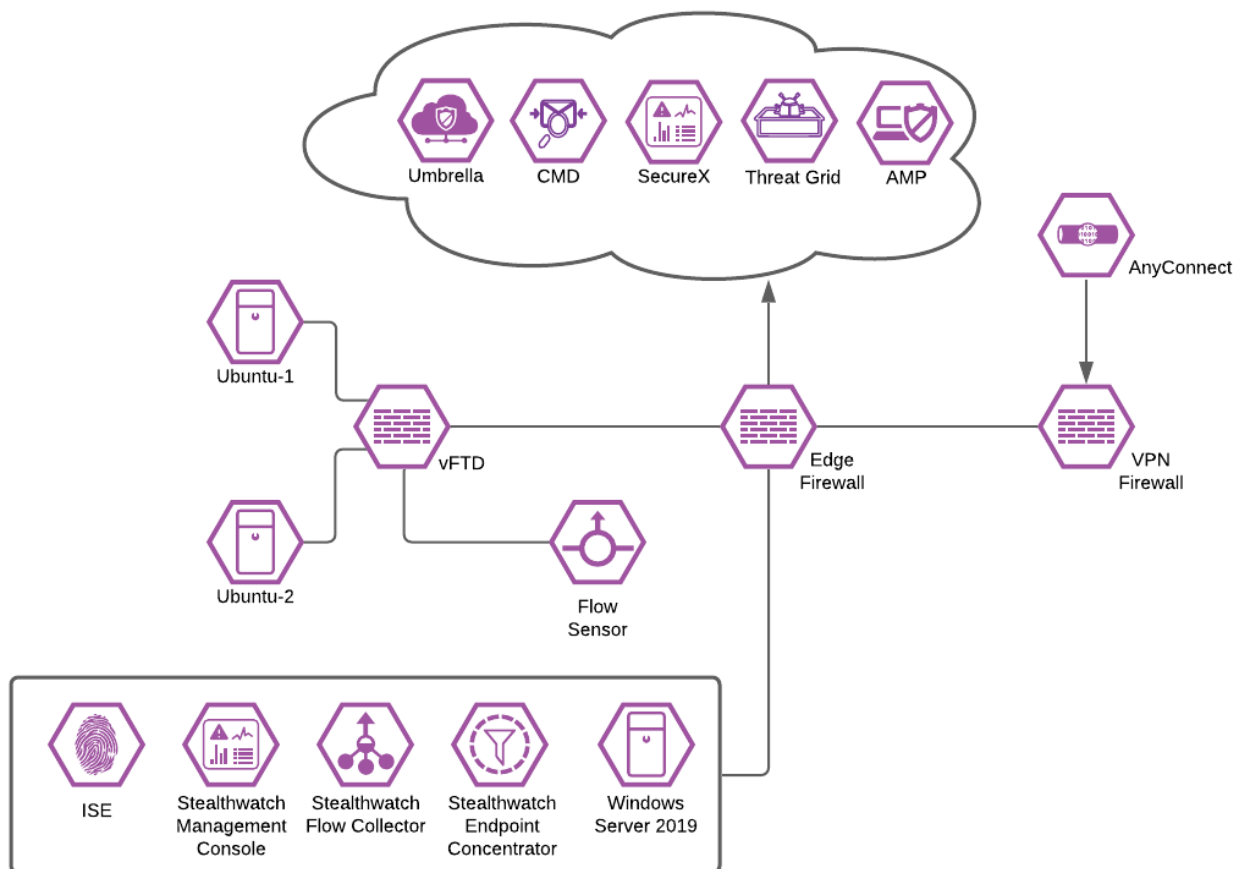 Umbrella
CMD
SecureX
Threat Grid
AMP
AnyConnect
Ubuntu-1
vFTD
Edge
Firewall
VPN
Firewall
Ubuntu-2
Flow
Sensor
ISE
Stealthwatch
Management
Console
Stealthwatch
Flow Collector
Stealthwatch
Endpoint
Concentrator
Windows
Server 2019